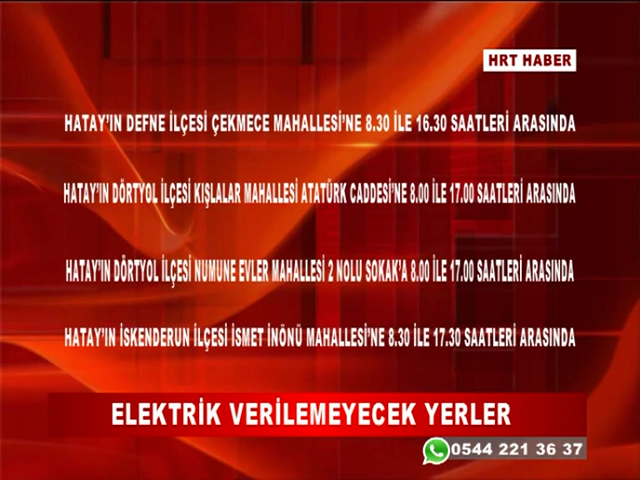 HRT HABER
HATAY'IN DEFNE İLÇESİ ÇEKMECE MAHALLESİ'NE 8.30 İLE 16.30 SAATLERİ ARASINDA
HATAY'IN DÖRTYOL İLÇESİ KIŞLALAR MAHALLESİ ATATÜRK CADDESİ'NE 8.00 İLE 17.00 SAATLERİ ARASINDA
HATAY'IN DÖRTYOL İLÇESİ NUMUNE EVLER MAHALLESİ 2 NOLU SOKAK'A 8.00 İLE 17.00 SAATLERİ ARASINDA
HATAY'IN İSKENDERUN İLÇESİ İSMET İNÖNÜ MAHALLESİ'NE 8.30 İLE 17.30 SAATLERİ ARASINDA
ELEKTRİK VERİLEMEYECEK YERLER
0544 221 36 37